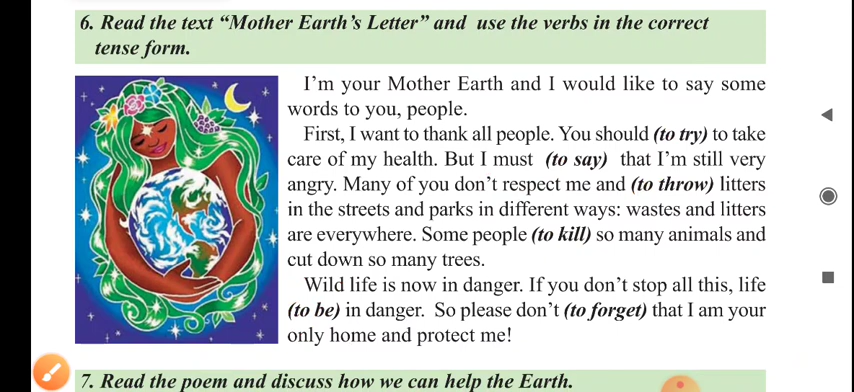 6. Read the text “Mother Earth’s Letter” and use the verbs in the correct
tense form.
I’m your Mother Earth and I would like to say some
words to you, people.
First, I want to thank all people. You should (to try) to take
care of my health. But I must (to say) that I’m still very
angry. Many of you don’t respect me and (to throw) litters
in the streets and parks in different ways: wastes and litters
are everywhere. Some people (to kill) so many animals and
cut down so many trees.
Wild life is now in danger. If you don’t stop all this, life
(to be) in danger. So please don’t (to forget) that I am your
only home and protect me!
7. Read the poem and discuss how we can help the Earth.